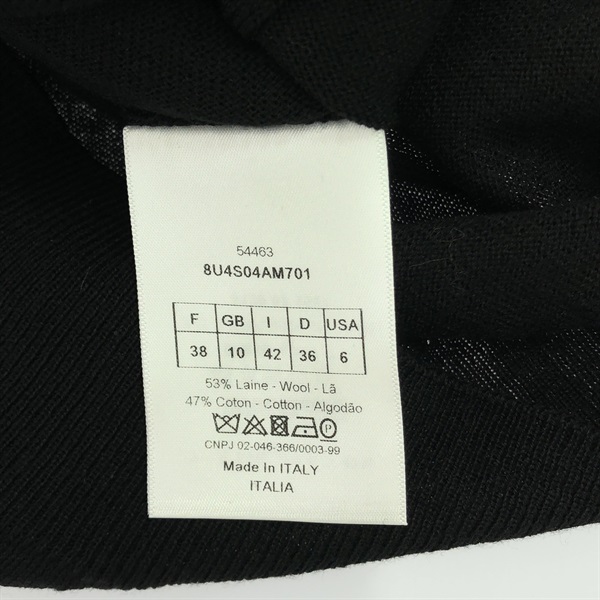 54463
8U4S04AM701
F GB I D USA
38 10 42 36 6
53% Laine - Wool - Lã
47% Coton - Cotton - Algodão
P
CNPJ 02-046-366/0003-99
Made In ITALY
ITALIA